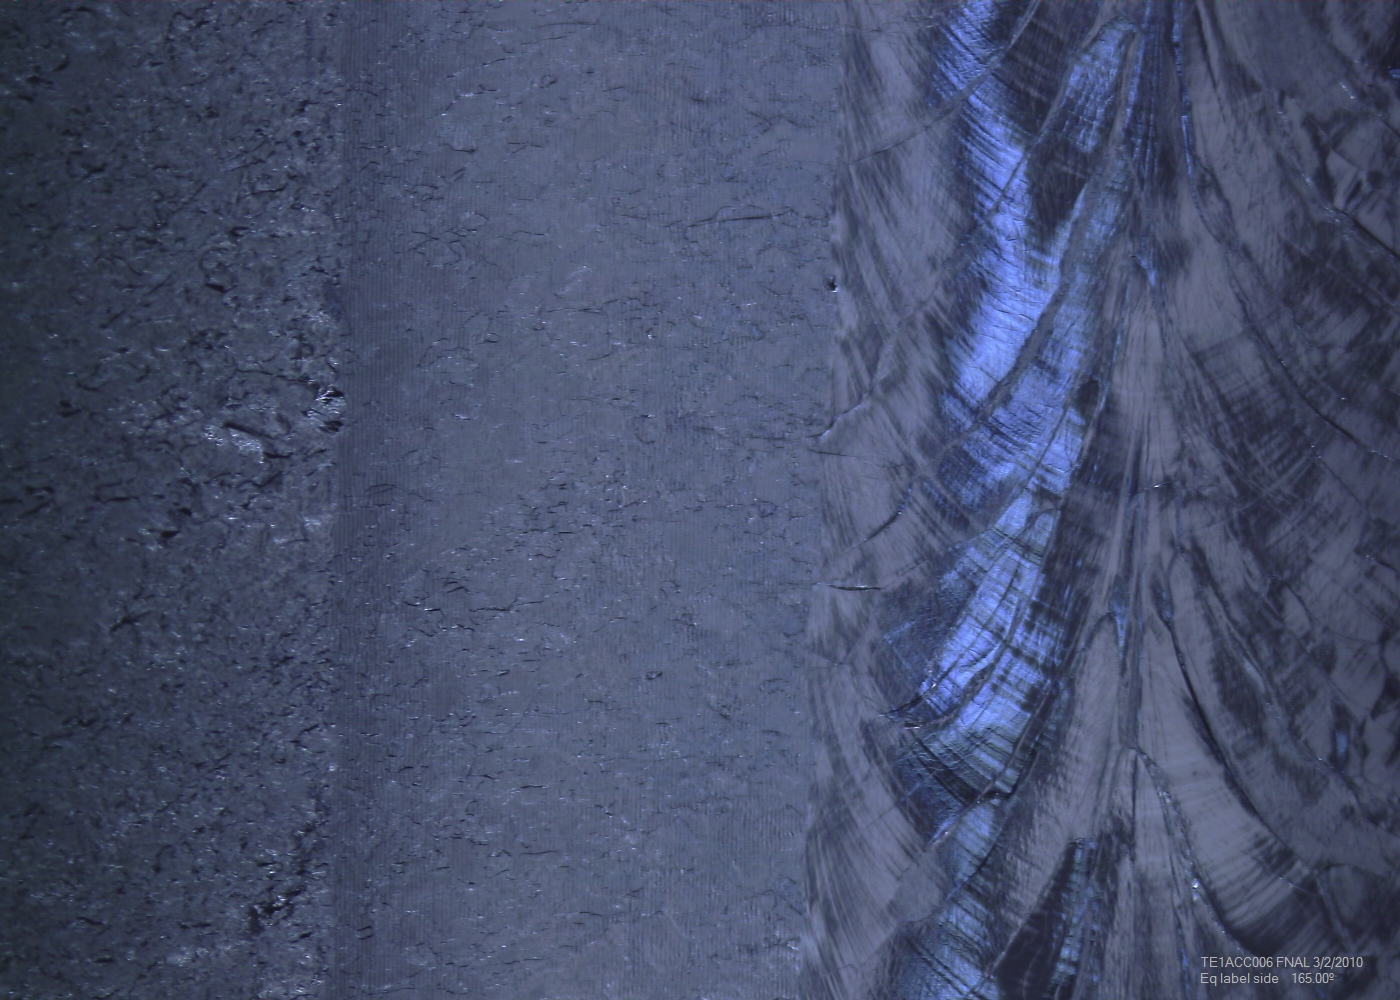 TE1ACC006 FNAL 3/2/2010
Eq label side 165.00º